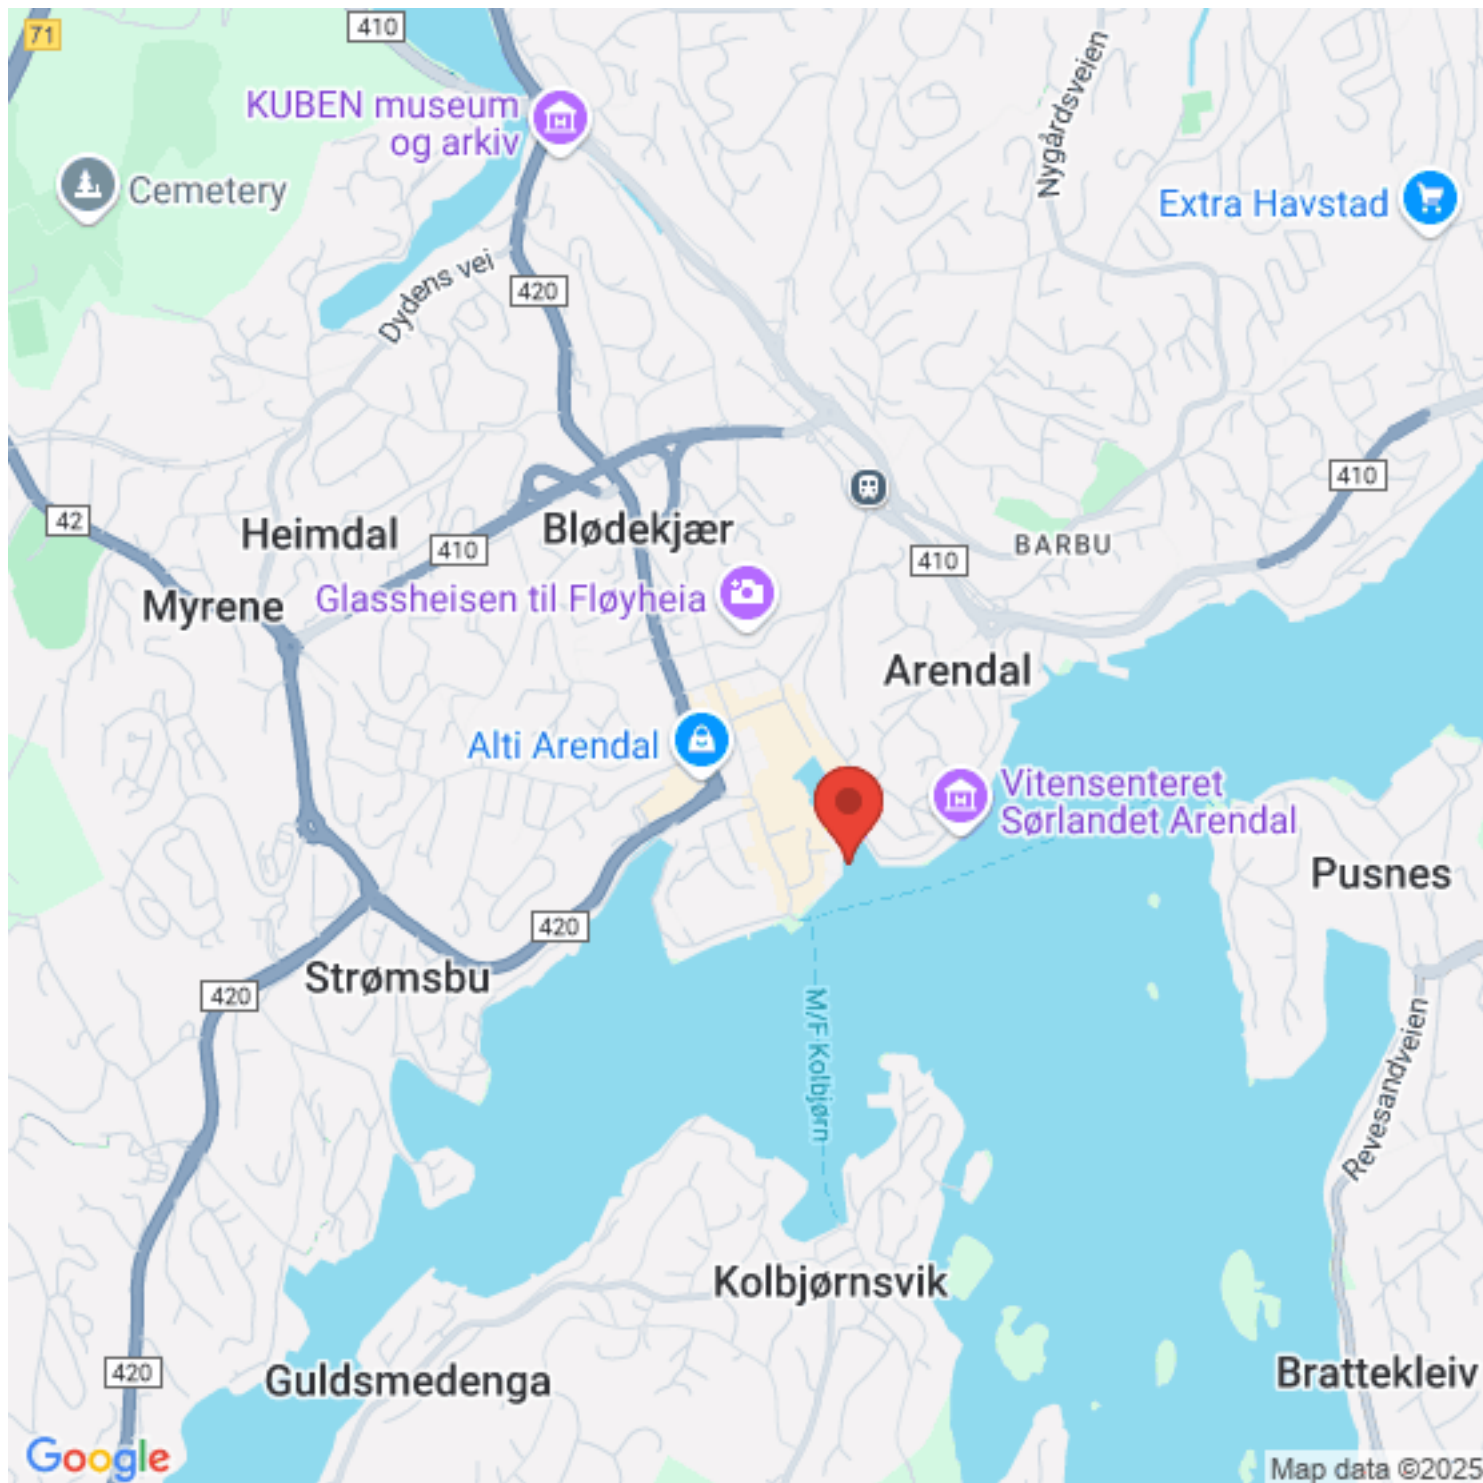 71
410
KUBEN museum
og arkiv
Nygårdsveien
Cemetery
Extra Havstad
Dydens vei
420
410
42
Heimdal
410
Blødekjær
410
BARBU
Myrene
Glassheisen til Fløyheia
Arendal
Alti Arendal
Vitensenteret
Sørlandet Arendal
Pusnes
420
Strømsbu
420
M/F Kolbjørn
Revesandveien
Kolbjørnsvik
420
Guldsmedenga
Brattekleiv
Google
Map data ©2025